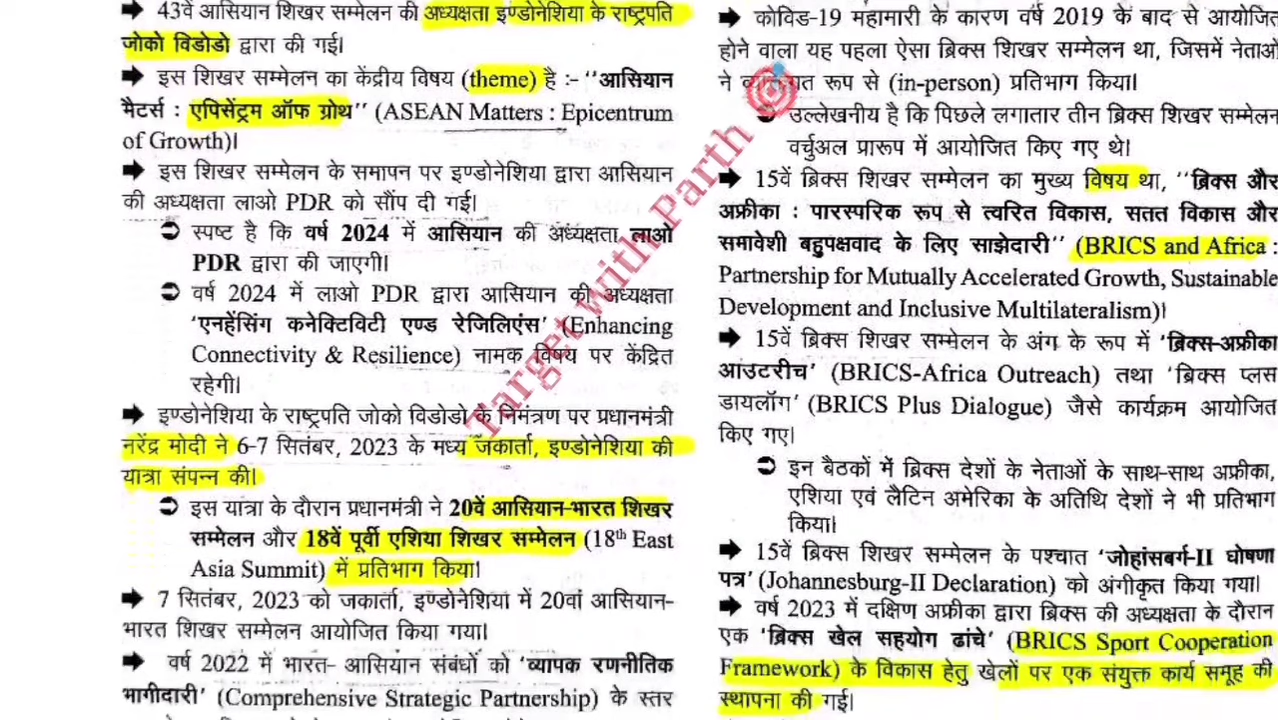 ➡ 43वें आसियान शिखर सम्मेलन की अध्यक्षता इण्डोनेशिया के राष्ट्रपति
जोको विडोडो द्वारा की गई।
➡ इस शिखर सम्मेलन का केंद्रीय विषय (theme) है :- ''आसियान
मैटर्स : एपिसेंट्रम ऑफ ग्रोथ'' (ASEAN Matters : Epicentrum
of Growth)।
➡ इस शिखर सम्मेलन के समापन पर इण्डोनेशिया द्वारा आसियान
की अध्यक्षता लाओ PDR को सौंप दी गई।
➲ स्पष्ट है कि वर्ष 2024 में आसियान की अध्यक्षता लाओ
PDR द्वारा की जाएगी।
➲ वर्ष 2024 में लाओ PDR द्वारा आसियान की अध्यक्षता
'एनहेंसिंग कनेक्टिविटी एण्ड रेजिलिएंस' (Enhancing
Connectivity & Resilience) नामक विषय पर केंद्रित
रहेगी।
➡ इण्डोनेशिया के राष्ट्रपति जोको विडोडो के निमंत्रण पर प्रधानमंत्री
नरेंद्र मोदी ने 6-7 सितंबर, 2023 के मध्य जकार्ता, इण्डोनेशिया की
यात्रा संपन्न की।
➲ इस यात्रा के दौरान प्रधानमंत्री ने 20वें आसियान-भारत शिखर
सम्मेलन और 18वें पूर्वी एशिया शिखर सम्मेलन (18th East
Asia Summit) में प्रतिभाग किया।
➡ 7 सितंबर, 2023 को जकार्ता, इण्डोनेशिया में 20वां आसियान-
भारत शिखर सम्मेलन आयोजित किया गया।
➡ वर्ष 2022 में भारत- आसियान संबंधों को 'व्यापक रणनीतिक
भागीदारी' (Comprehensive Strategic Partnership) के स्तर
➡ कोविड-19 महामारी के कारण वर्ष 2019 के बाद से आयोजित
होने वाला यह पहला ऐसा ब्रिक्स शिखर सम्मेलन था, जिसमें नेताओं
ने व्यक्तिगत रूप से (in-person) प्रतिभाग किया।
➲ उल्लेखनीय है कि पिछले लगातार तीन ब्रिक्स शिखर सम्मेलन
वर्चुअल प्रारूप में आयोजित किए गए थे।
➡ 15वें ब्रिक्स शिखर सम्मेलन का मुख्य विषय था, ''ब्रिक्स और
अफ्रीका : पारस्परिक रूप से त्वरित विकास, सतत विकास और
समावेशी बहुपक्षवाद के लिए साझेदारी'' (BRICS and Africa :
Partnership for Mutually Accelerated Growth, Sustainable
Development and Inclusive Multilateralism)।
➡ 15वें ब्रिक्स शिखर सम्मेलन के अंग के रूप में 'ब्रिक्स-अफ्रीका
आंउटरीच' (BRICS-Africa Outreach) तथा 'ब्रिक्स प्लस
डायलॉग' (BRICS Plus Dialogue) जैसे कार्यक्रम आयोजित
किए गए।
➲ इन बैठकों में ब्रिक्स देशों के नेताओं के साथ-साथ अफ्रीका,
एशिया एवं लैटिन अमेरिका के अतिथि देशों ने भी प्रतिभाग
किया।
➡ 15वें ब्रिक्स शिखर सम्मेलन के पश्चात 'जोहांसबर्ग-II घोषणा
पत्र' (Johannesburg-II Declaration) को अंगीकृत किया गया।
➡ वर्ष 2023 में दक्षिण अफ्रीका द्वारा ब्रिक्स की अध्यक्षता के दौरान
एक 'ब्रिक्स खेल सहयोग ढांचे' (BRICS Sport Cooperation
Framework) के विकास हेतु खेलों पर एक संयुक्त कार्य समूह की
स्थापना की गई।
Target with Parth